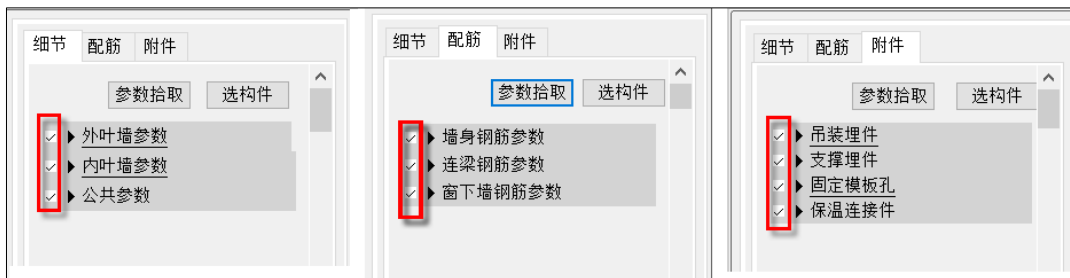 细节 配筋 附件
参数拾取 选构件
外叶墙参数
内叶墙参数
公共参数
细节 配筋 附件
参数拾取 选构件
墙身钢筋参数
连梁钢筋参数
窗下墙钢筋参数
细节 配筋 附件
参数拾取 选构件
吊装埋件
支撑埋件
固定模板孔
保温连接件